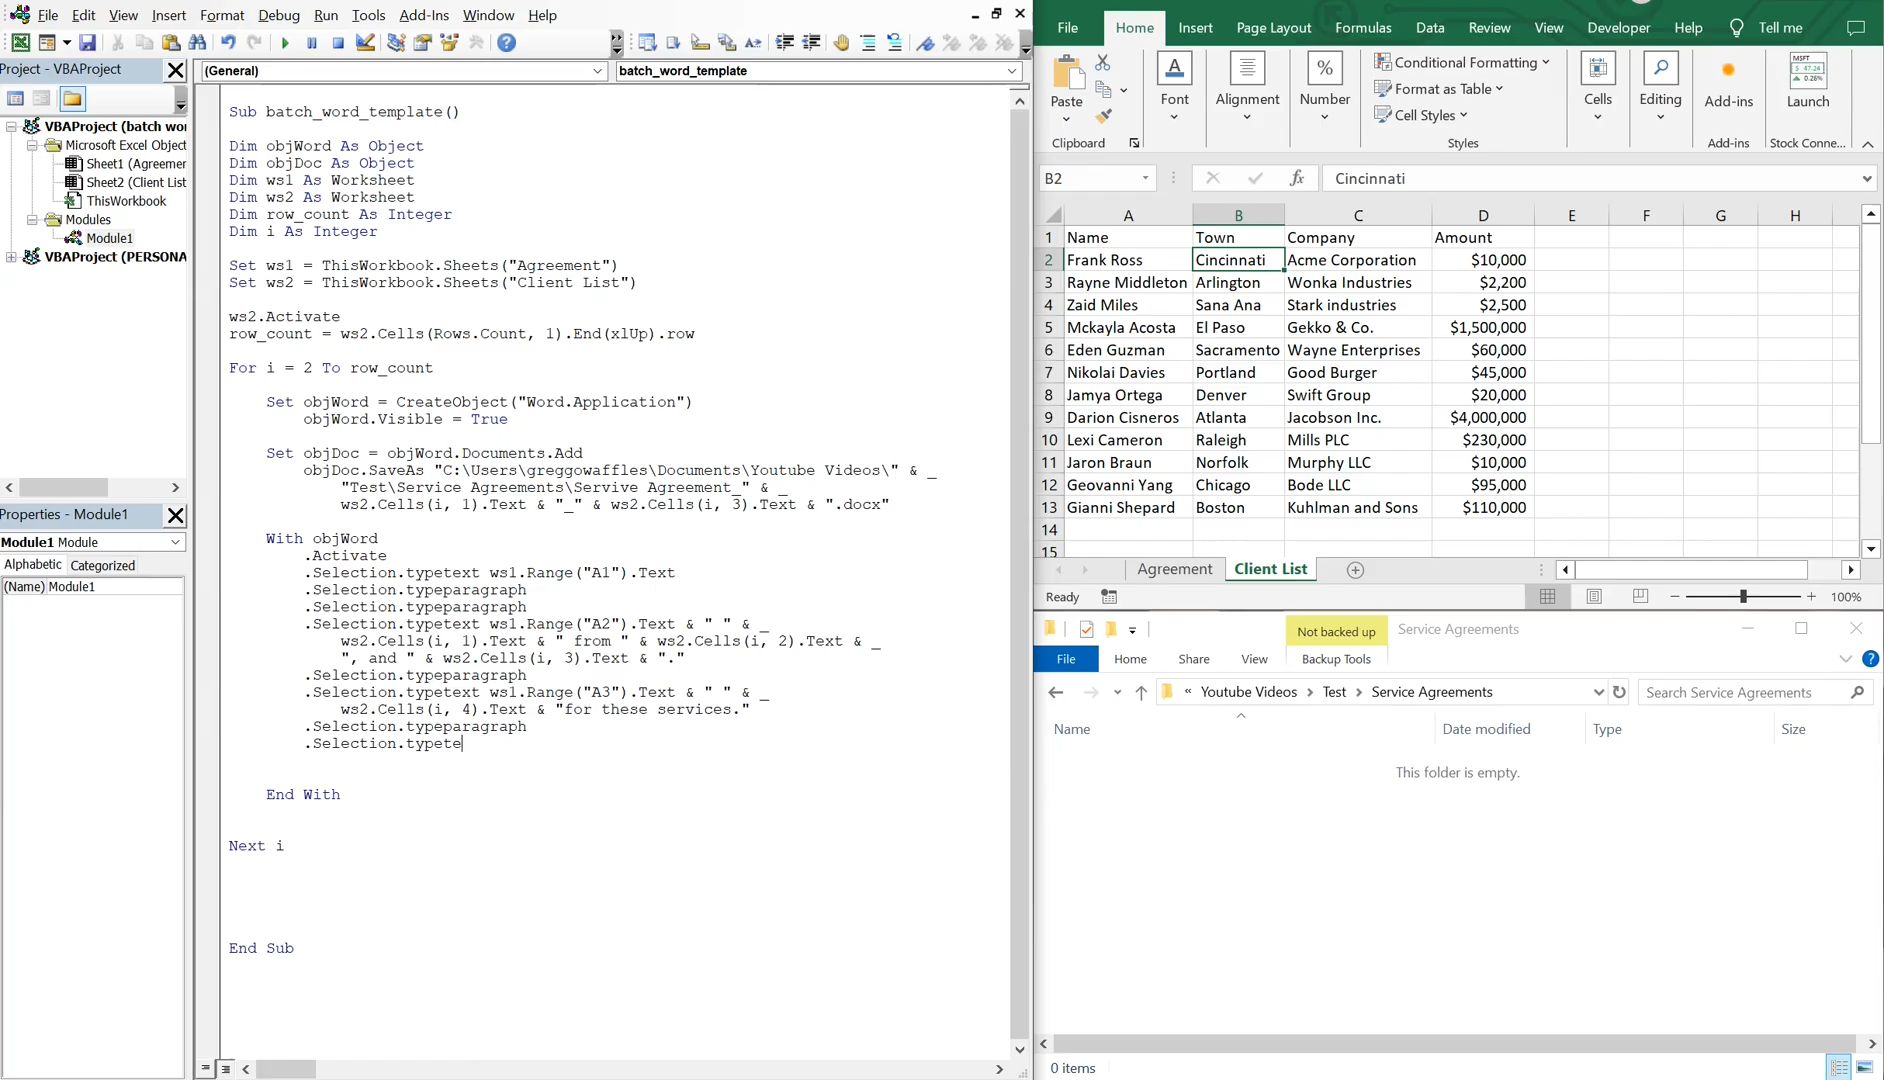 File Edit View Insert Format Debug Run Tools Add-Ins Window Help
Project - VBAProject
VBAProject (batch wor
Microsoft Excel Object
Sheet1 (Agreemer
Sheet2 (Client List
ThisWorkbook
Modules
Module1
VBAProject (PERSONA
Properties - Module1
Module1 Module
Alphabetic Categorized
(Name) Module1
(General) batch_word_template
Sub batch_word_template()
Dim objWord As Object
Dim objDoc As Object
Dim ws1 As Worksheet
Dim ws2 As Worksheet
Dim row_count As Integer
Dim i As Integer
Set ws1 = ThisWorkbook.Sheets("Agreement")
Set ws2 = ThisWorkbook.Sheets("Client List")
ws2.Activate
row_count = ws2.Cells(Rows.Count, 1).End(xlUp).row
For i = 2 To row_count
Set objWord = CreateObject("Word.Application")
objWord.Visible = True
Set objDoc = objWord.Documents.Add
objDoc.SaveAs "C:\Users\greggowaffles\Documents\Youtube Videos\" & _
"Test\Service Agreements\Servive Agreement_" & _
ws2.Cells(i, 1).Text & "_" & ws2.Cells(i, 3).Text & ".docx"
With objWord
.Activate
.Selection.typetext ws1.Range("A1").Text
.Selection.typeparagraph
.Selection.typeparagraph
.Selection.typetext ws1.Range("A2").Text & " " & _
ws2.Cells(i, 1).Text & " from " & ws2.Cells(i, 2).Text & _
", and " & ws2.Cells(i, 3).Text & "."
.Selection.typeparagraph
.Selection.typetext ws1.Range("A3").Text & " " & _
ws2.Cells(i, 4).Text & "for these services."
.Selection.typeparagraph
.Selection.typete
End With
Next i
End Sub
File Home Insert Page Layout Formulas Data Review View Developer Help Tell me
Paste
Clipboard
Font
Alignment
Number
Conditional Formatting
Format as Table
Cell Styles
Styles
Cells
Editing
Add-ins
Add-ins
MSFT
Launch
Stock Conne...
B2 fx Cincinnati
A B C D E F G H
1 Name Town Company Amount
2 Frank Ross Cincinnati Acme Corporation $10,000
3 Rayne Middleton Arlington Wonka Industries $2,200
4 Zaid Miles Sana Ana Stark industries $2,500
5 Mckayla Acosta El Paso Gekko & Co. $1,500,000
6 Eden Guzman Sacramento Wayne Enterprises $60,000
7 Nikolai Davies Portland Good Burger $45,000
8 Jamya Ortega Denver Swift Group $20,000
9 Darion Cisneros Atlanta Jacobson Inc. $4,000,000
10 Lexi Cameron Raleigh Mills PLC $230,000
11 Jaron Braun Norfolk Murphy LLC $10,000
12 Geovanni Yang Chicago Bode LLC $95,000
13 Gianni Shepard Boston Kuhlman and Sons $110,000
14
15
Agreement Client List
Ready 100%
Not backed up Service Agreements
File Home Share View Backup Tools
« Youtube Videos > Test > Service Agreements Search Service Agreements
Name Date modified Type Size
This folder is empty.
0 items